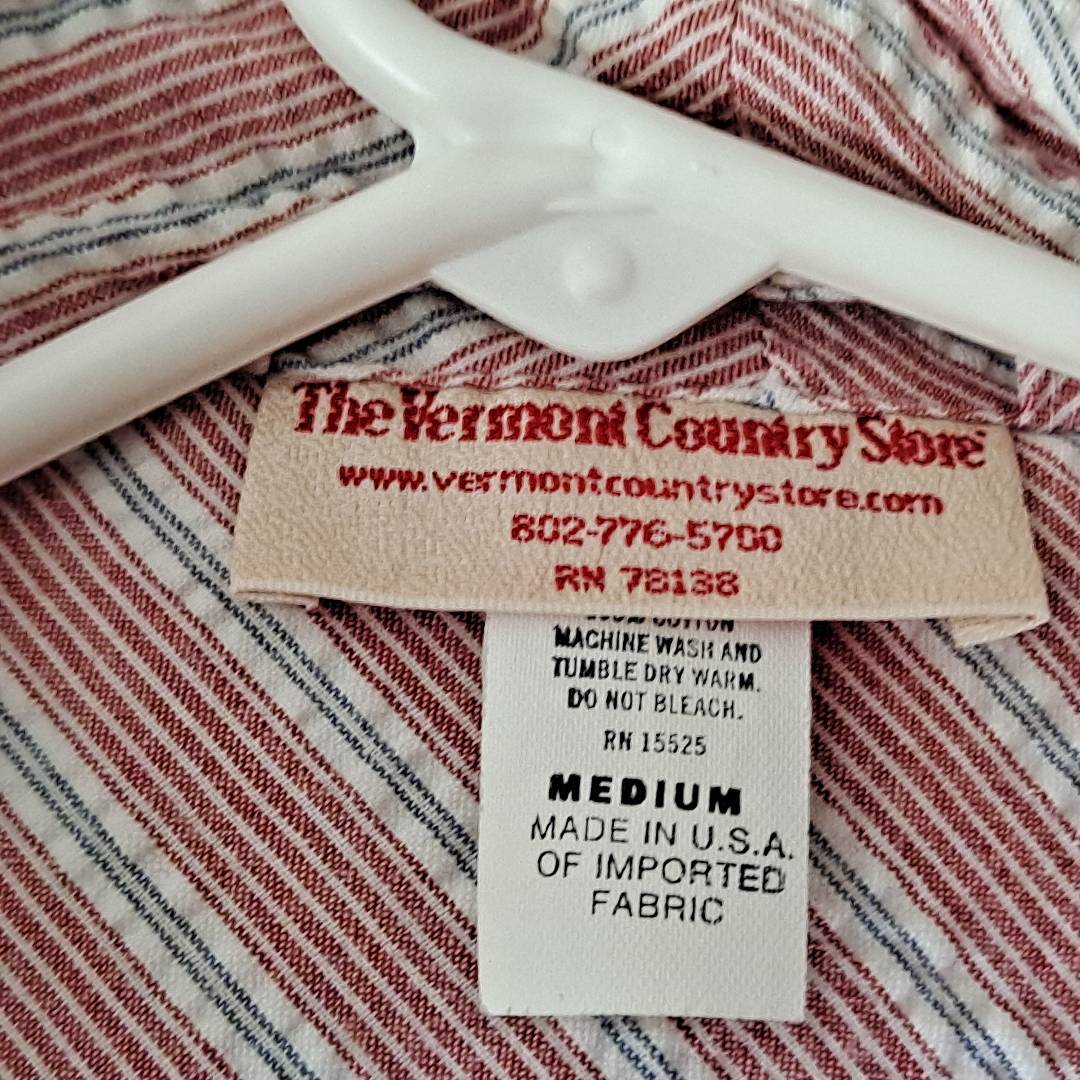 The Vermont Country Store
www.vermontcountrystore.com
802-776-5700
RN 78138
COTTON
MACHINE WASH AND
TUMBLE DRY WARM.
DO NOT BLEACH.
RN 15525
MEDIUM
MADE IN U.S.A.
OF IMPORTED
FABRIC